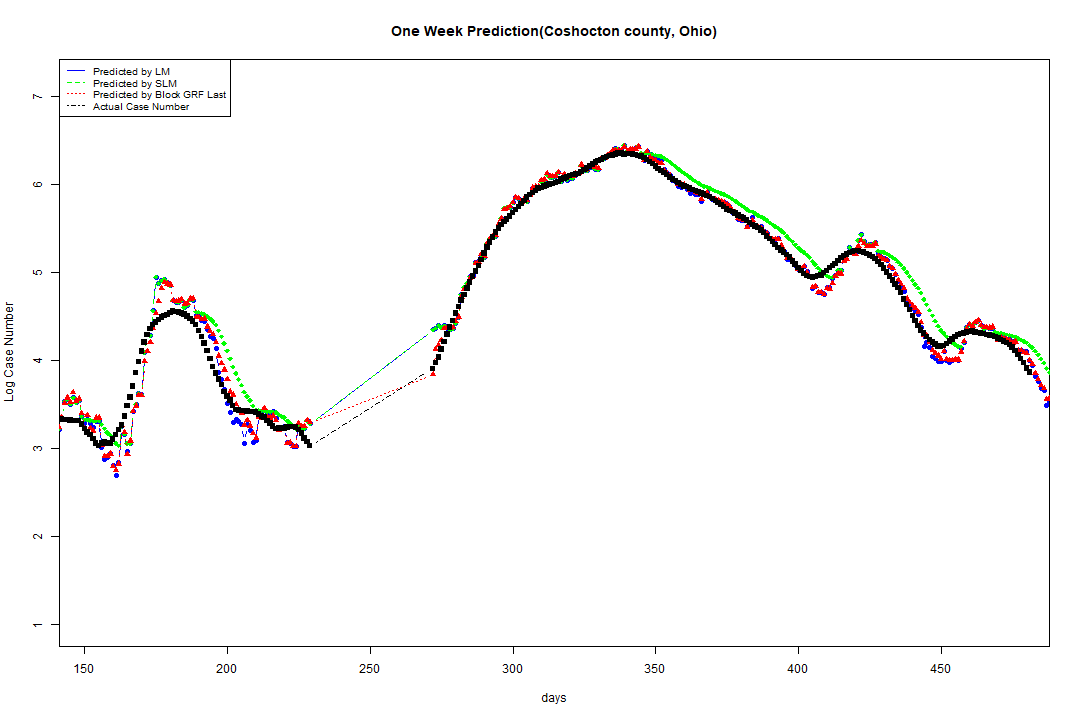 One Week Prediction(Coshocton county, Ohio)
Predicted by LM
Predicted by SLM
Predicted by Block GRF Last
Actual Case Number
Log Case Number
7
6
5
4
3
2
1
150 200 250 300 350 400 450
days